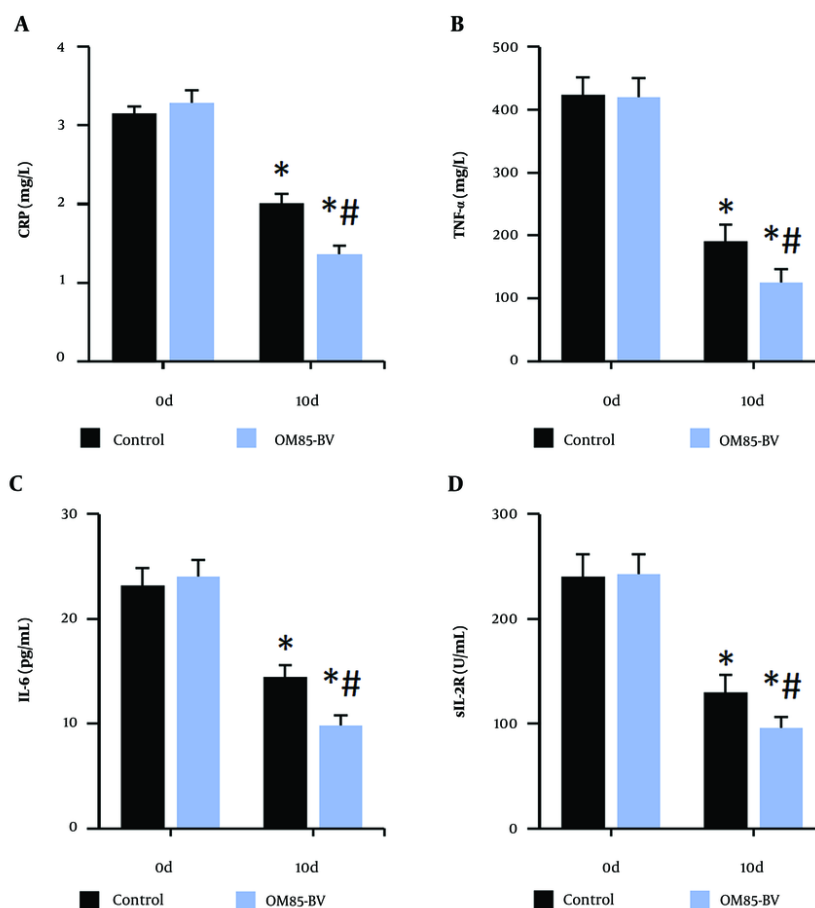 A
CRP (mg/L)
4
3
2
1
0
*
*#
0d 10d
Control OM85-BV
B
TNF-α (mg/L)
500
400
300
200
100
0
*
*#
0d 10d
Control OM85-BV
C
IL-6 (pg/mL)
30
20
10
0
*
*#
0d 10d
Control OM85-BV
D
sIL-2R (U/mL)
300
200
100
0
*
*#
0d 10d
Control OM85-BV